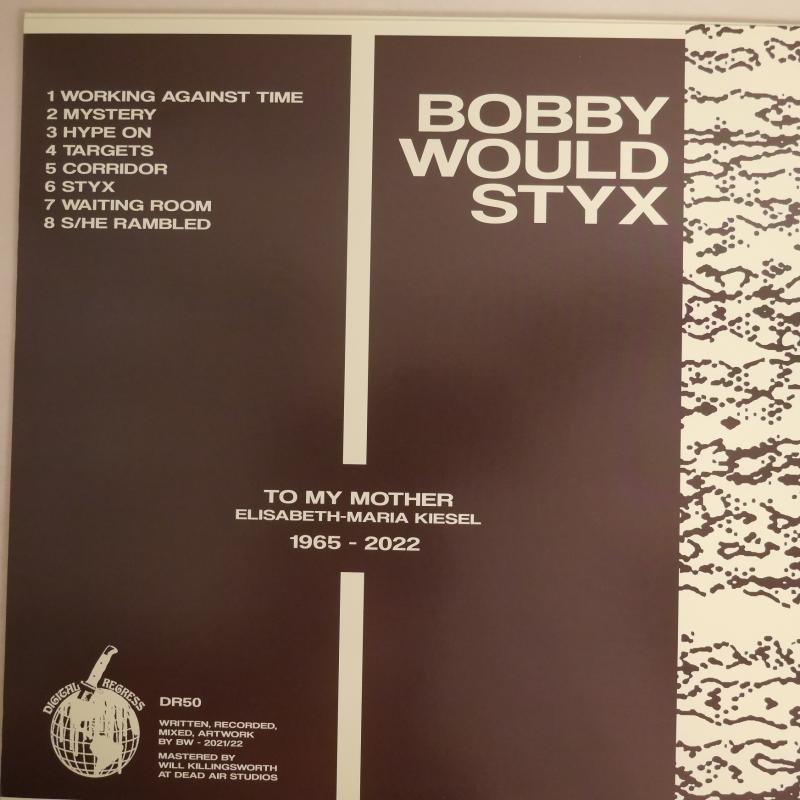 1 WORKING AGAINST TIME
2 MYSTERY
3 HYPE ON
4 TARGETS
5 CORRIDOR
6 STYX
7 WAITING ROOM
8 S/HE RAMBLED
BOBBY
WOULD
STYX
TO MY MOTHER
ELISABETH-MARIA KIESEL
1965 - 2022
DIGITAL REGRESS
DR50
WRITTEN, RECORDED,
MIXED, ARTWORK
BY BW - 2021/22
MASTERED BY
WILL KILLINGSWORTH
AT DEAD AIR STUDIOS